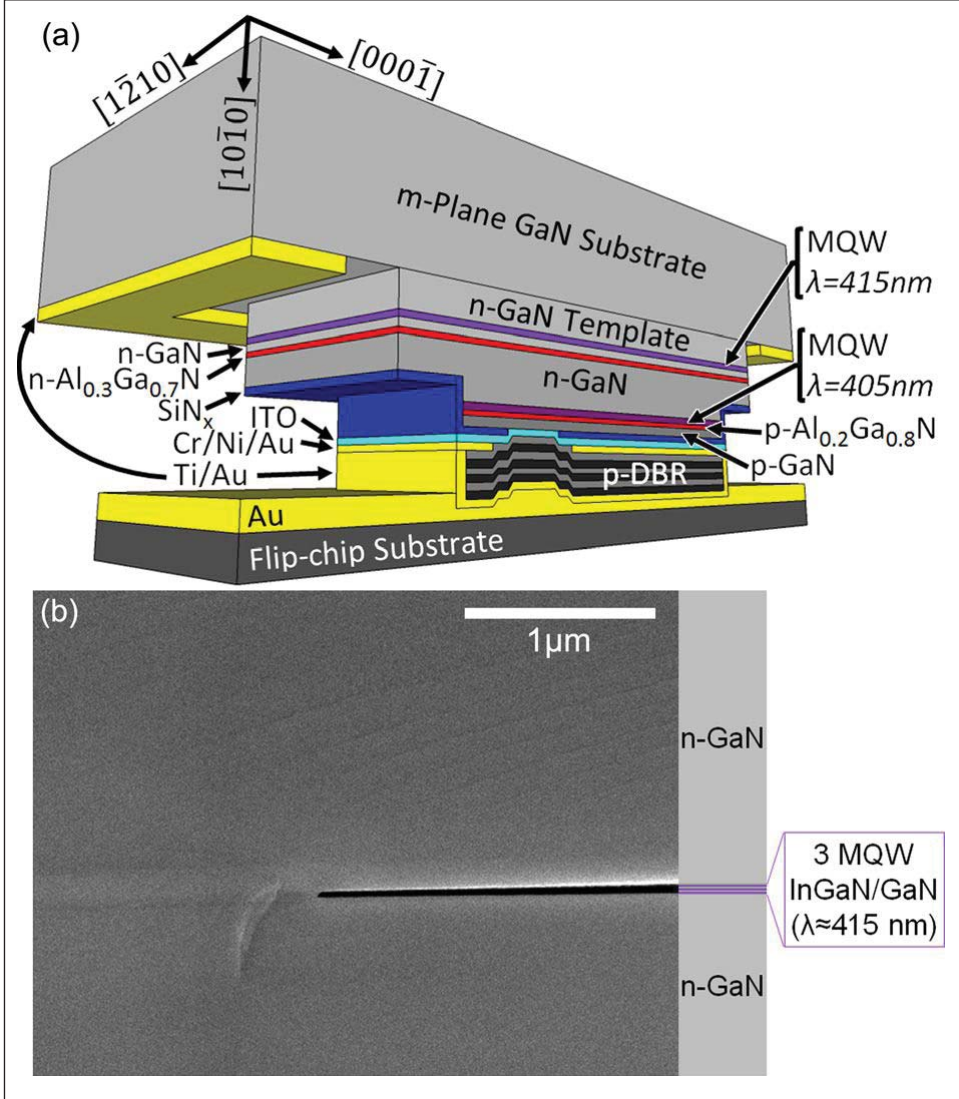 (a)
[1̄210]
[0001̄]
[101̄0]
m-Plane GaN Substrate
MQW
λ=415nm
n-GaN Template
MQW
λ=405nm
n-GaN
n-GaN
n-Al0.3Ga0.7N
SiNx
ITO
Cr/Ni/Au
Ti/Au
p-Al0.2Ga0.8N
p-GaN
p-DBR
Au
Flip-chip Substrate
(b)
1µm
n-GaN
3 MQW
InGaN/GaN
(λ≈415 nm)
n-GaN